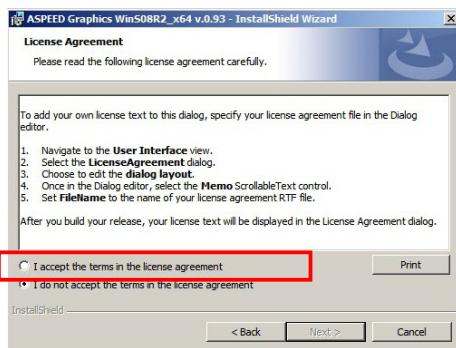 ASPEED Graphics WinS08R2_x64 v.0.93 - InstallShield Wizard
License Agreement
Please read the following license agreement carefully.
To add your own license text to this dialog, specify your license agreement file in the Dialog
editor.
1. Navigate to the User Interface view.
2. Select the LicenseAgreement dialog.
3. Choose to edit the dialog layout.
4. Once in the Dialog editor, select the Memo ScrollableText control.
5. Set FileName to the name of your license agreement RTF file.
After you build your release, your license text will be displayed in the License Agreement dialog.
I accept the terms in the license agreement
Print
I do not accept the terms in the license agreement
InstallShield
< Back
Next >
Cancel